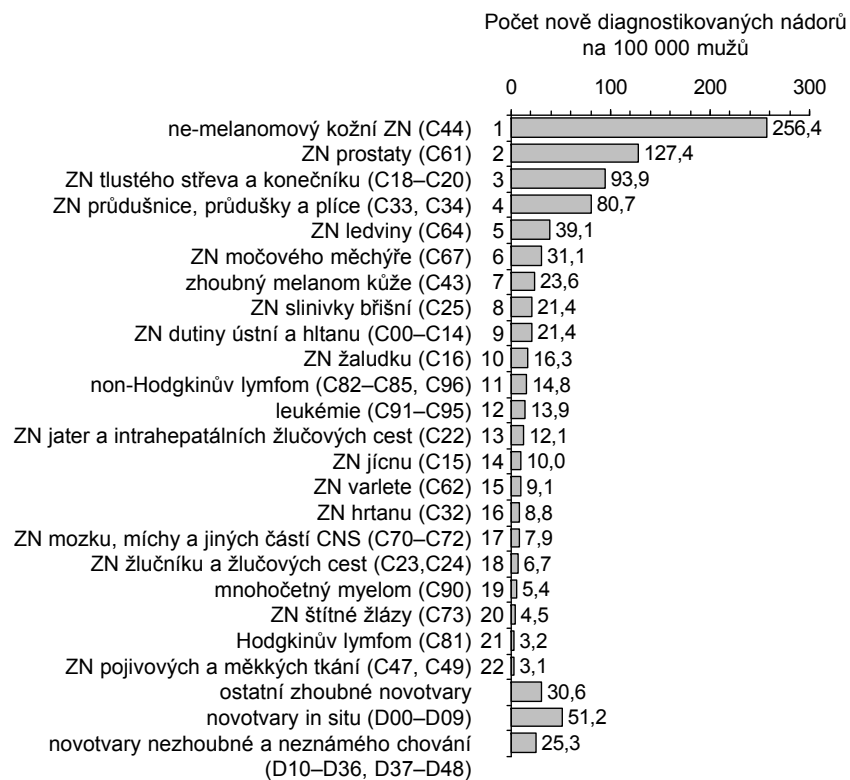 Počet nově diagnostikovaných nádorů
na 100 000 mužů
0 100 200 300
ne-melanomový kožní ZN (C44) 1 256,4
ZN prostaty (C61) 2 127,4
ZN tlustého střeva a konečníku (C18–C20) 3 93,9
ZN průdušnice, průdušky a plíce (C33, C34) 4 80,7
ZN ledviny (C64) 5 39,1
ZN močového měchýře (C67) 6 31,1
zhoubný melanom kůže (C43) 7 23,6
ZN slinivky břišní (C25) 8 21,4
ZN dutiny ústní a hltanu (C00–C14) 9 21,4
ZN žaludku (C16) 10 16,3
non-Hodgkinův lymfom (C82–C85, C96) 11 14,8
leukémie (C91–C95) 12 13,9
ZN jater a intrahepatálních žlučových cest (C22) 13 12,1
ZN jícnu (C15) 14 10,0
ZN varlete (C62) 15 9,1
ZN hrtanu (C32) 16 8,8
ZN mozku, míchy a jiných částí CNS (C70–C72) 17 7,9
ZN žlučníku a žlučových cest (C23,C24) 18 6,7
mnohočetný myelom (C90) 19 5,4
ZN štítné žlázy (C73) 20 4,5
Hodgkinův lymfom (C81) 21 3,2
ZN pojivových a měkkých tkání (C47, C49) 22 3,1
ostatní zhoubné novotvary 30,6
novotvary in situ (D00–D09) 51,2
novotvary nezhoubné a neznámého chování 25,3
(D10–D36, D37–D48)